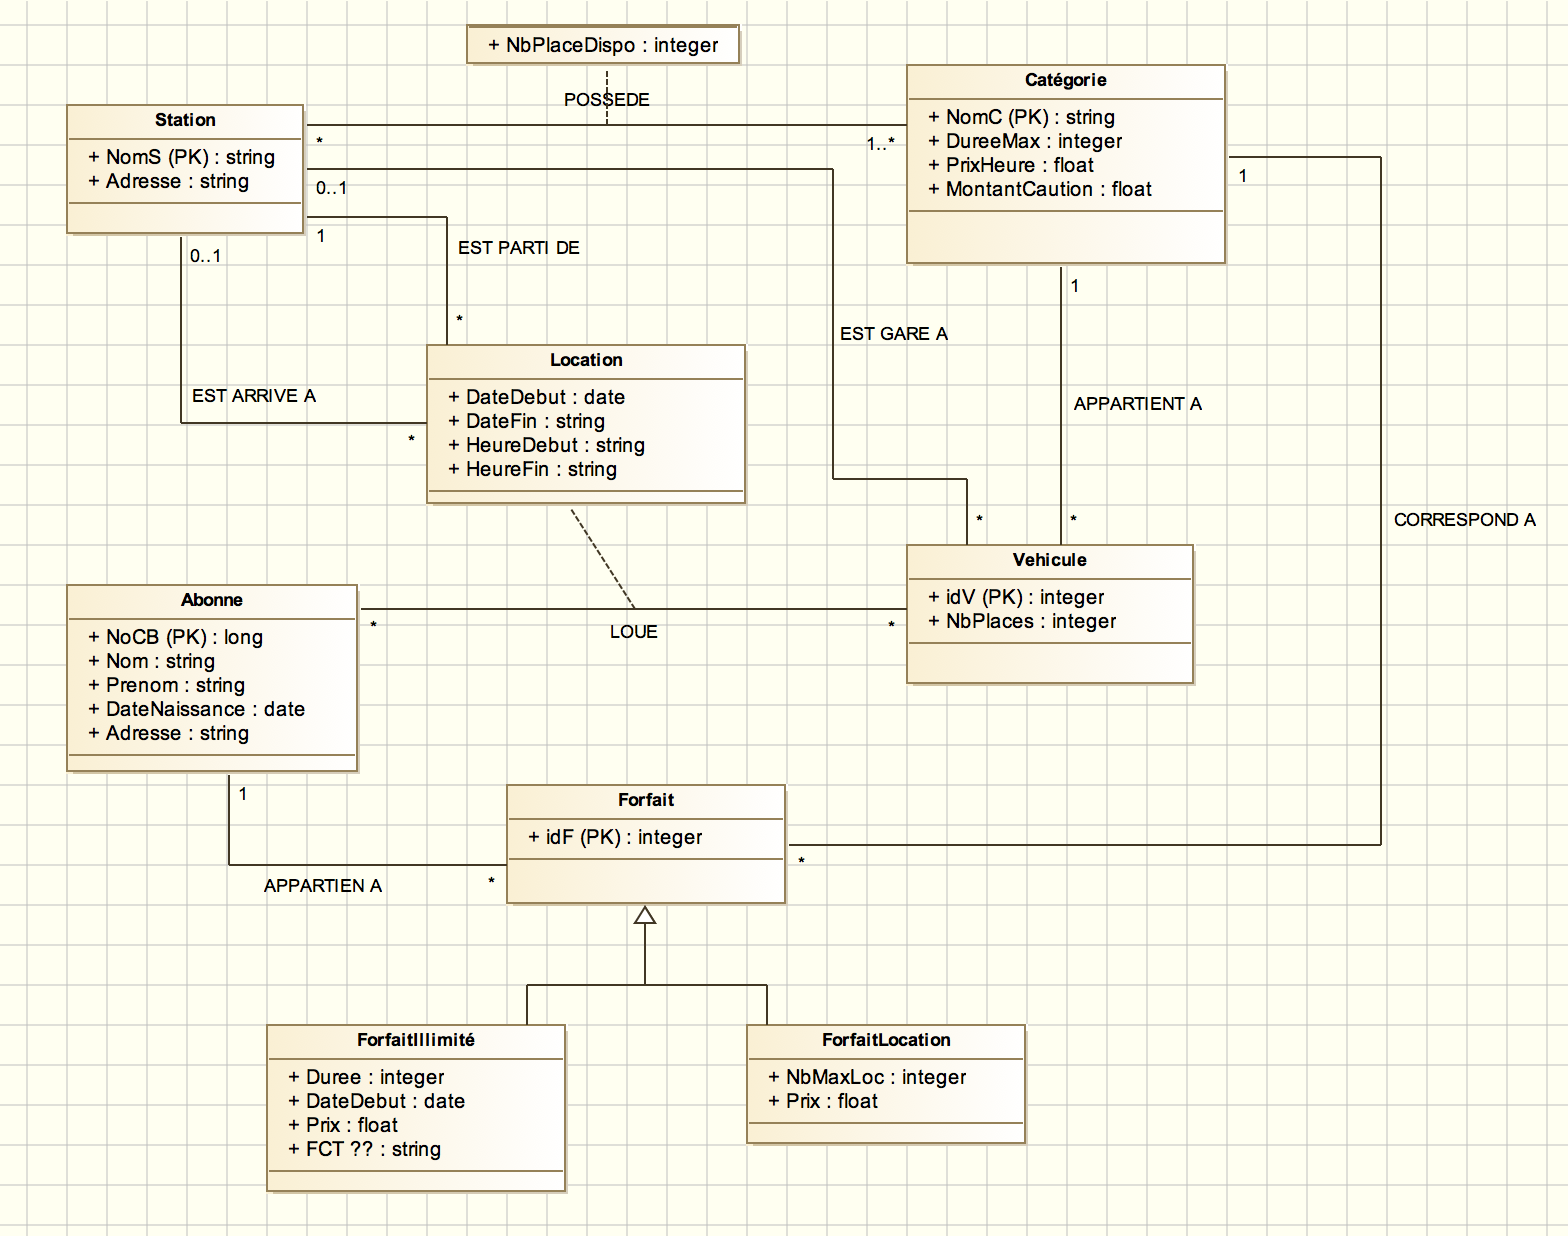 + NbPlaceDispo : integer
POSSEDE
Station
+ NomS (PK) : string
+ Adresse : string
*
1..*
0..1
1
0..1
Catégorie
+ NomC (PK) : string
+ DureeMax : integer
+ PrixHeure : float
+ MontantCaution : float
1
1
EST PARTI DE
*
EST GARE A
EST ARRIVE A
*
Location
+ DateDebut : date
+ DateFin : string
+ HeureDebut : string
+ HeureFin : string
APPARTIENT A
*
*
CORRESPOND A
Vehicule
+ idV (PK) : integer
+ NbPlaces : integer
Abonne
+ NoCB (PK) : long
+ Nom : string
+ Prenom : string
+ DateNaissance : date
+ Adresse : string
*
LOUE
*
1
APPARTIEN A
*
Forfait
+ idF (PK) : integer
*
ForfaitIllimité
+ Duree : integer
+ DateDebut : date
+ Prix : float
+ FCT ?? : string
ForfaitLocation
+ NbMaxLoc : integer
+ Prix : float